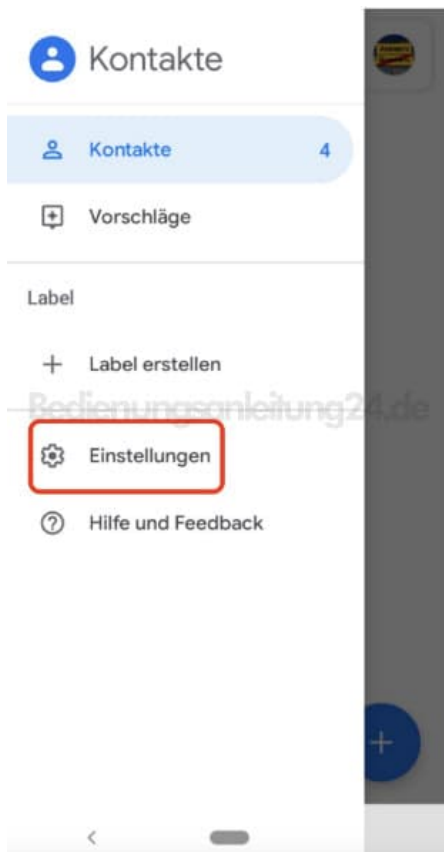 Kontakte
Kontakte 4
Vorschläge
Label
Label erstellen
Bedienungsanleitung24.de
Einstellungen
Hilfe und Feedback